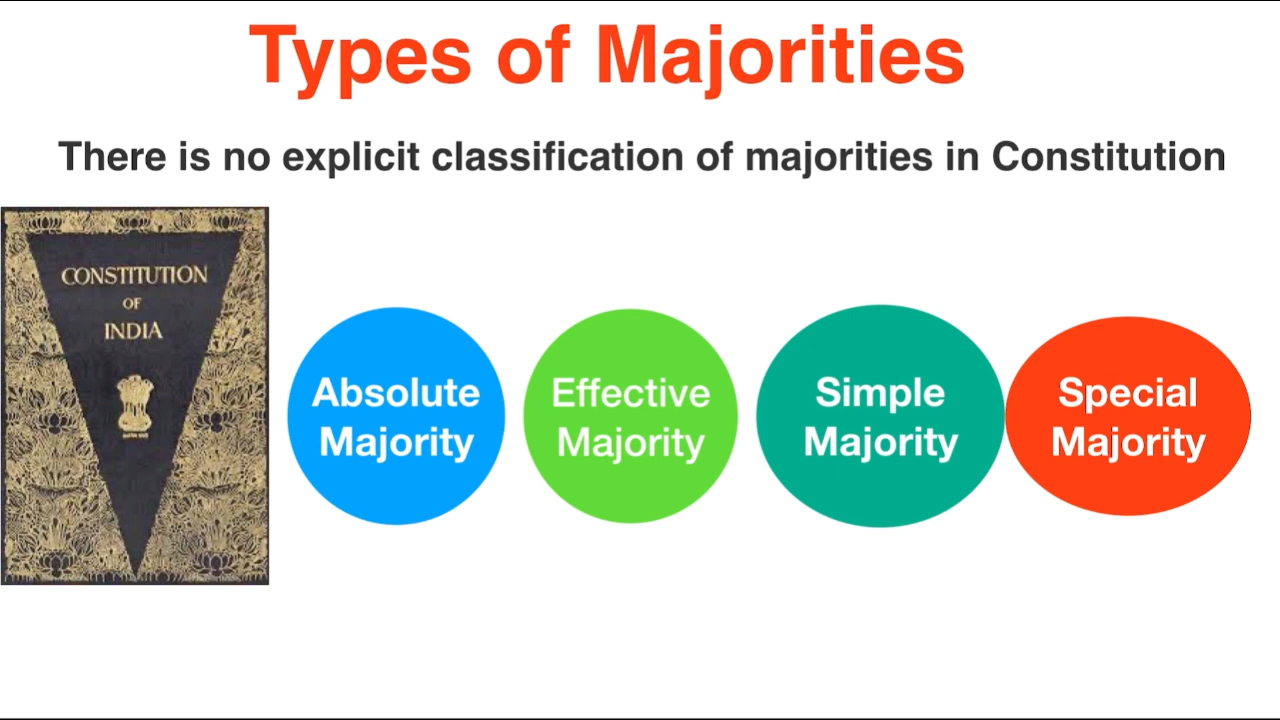 Types of Majorities
There is no explicit classification of majorities in Constitution
CONSTITUTION
OF
INDIA
Absolute
Majority
Effective
Majority
Simple
Majority
Special
Majority